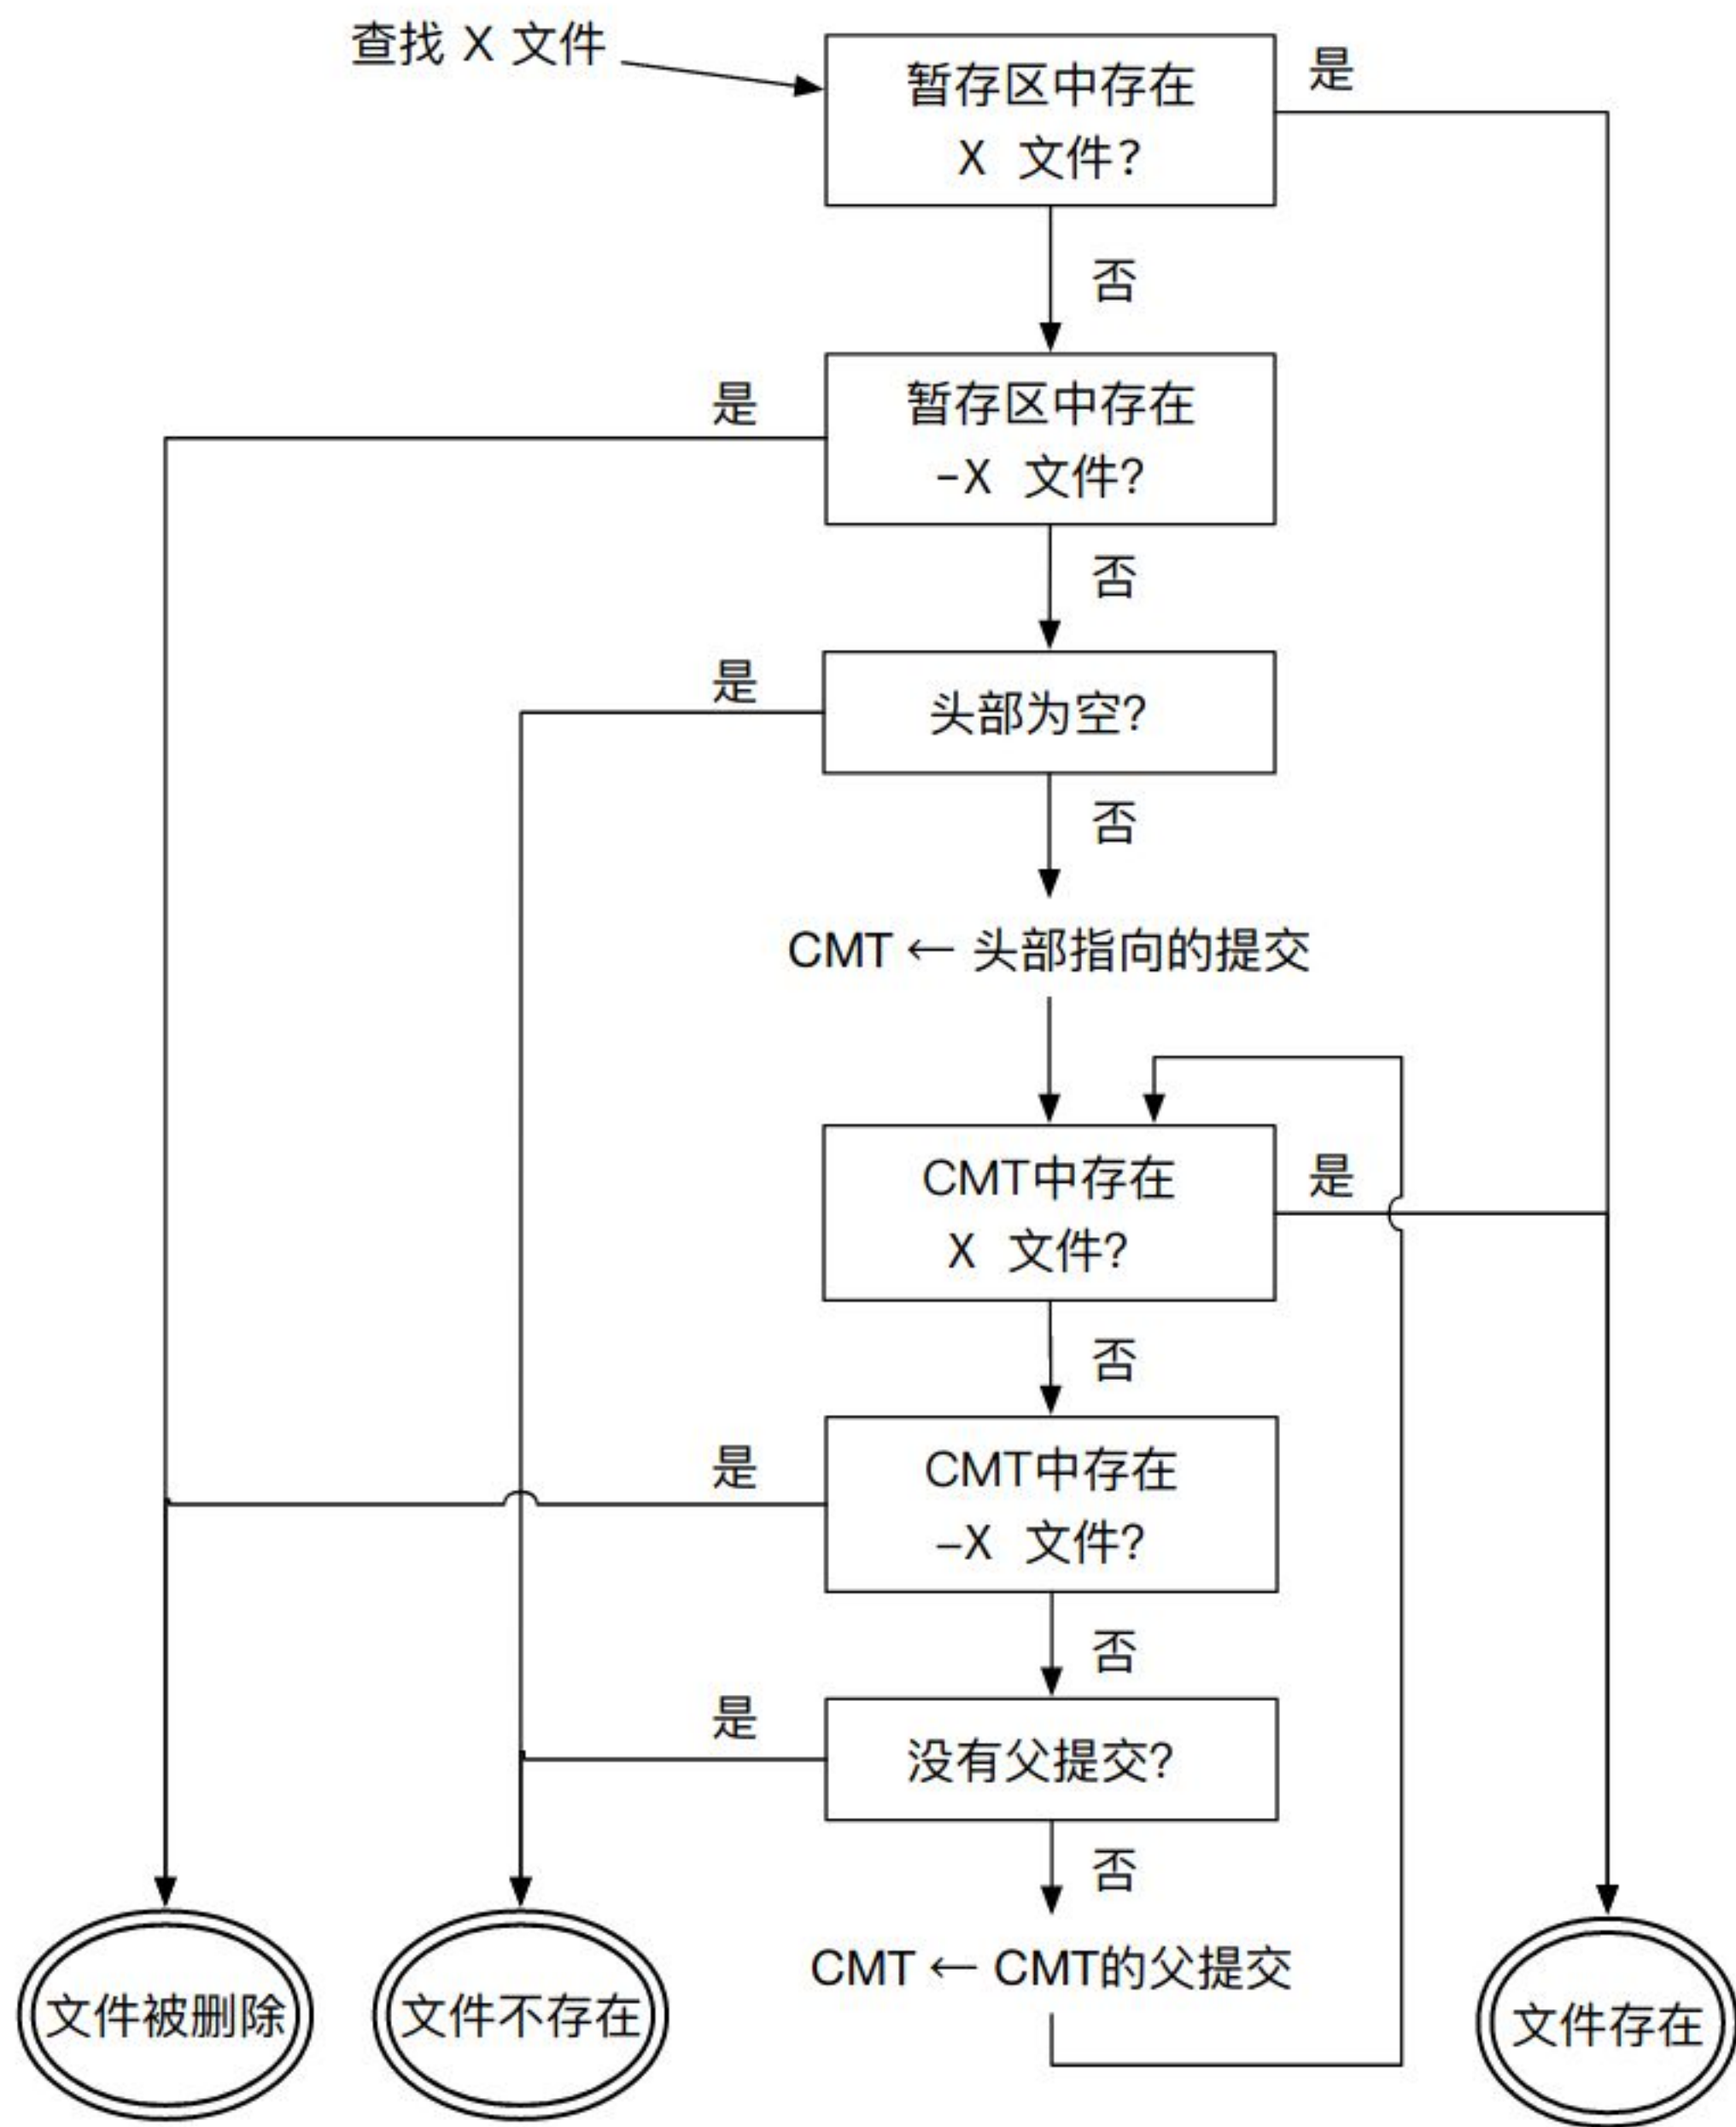 查找 X 文件
暂存区中存在
X 文件?
是
否
暂存区中存在
-X 文件?
是
否
头部为空?
是
否
CMT ← 头部指向的提交
CMT中存在
X 文件?
是
否
CMT中存在
-X 文件?
是
否
没有父提交?
是
否
CMT ← CMT的父提交
文件被删除
文件不存在
文件存在